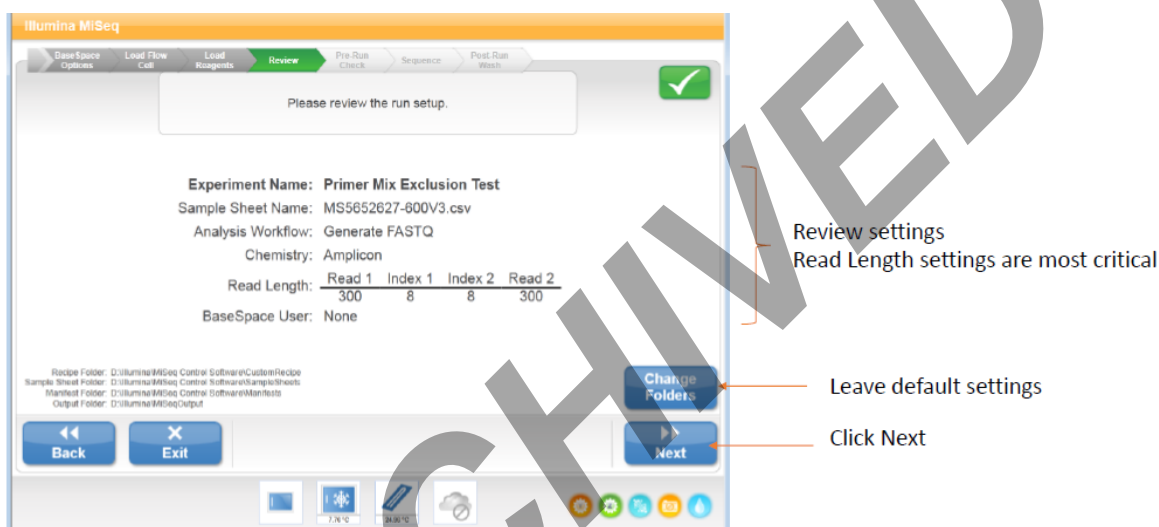 Illumina MiSeq
BaseSpace Options
Load Flow Cell
Load Reagents
Review
Pre-Run Check
Sequence
Post-Run Wash
Please review the run setup.
Experiment Name: Primer Mix Exclusion Test
Sample Sheet Name: MS5652627-600V3.csv
Analysis Workflow: Generate FASTQ
Chemistry: Amplicon
Read Length: Read 1 Index 1 Index 2 Read 2
300 8 8 300
BaseSpace User: None
Review settings
Read Length settings are most critical
Recipe Folder: D:\Illumina\MiSeq Control Software\CustomRecipe
Sample Sheet Folder: D:\Illumina\MiSeq Control Software\SampleSheets
Manifest Folder: D:\Illumina\MiSeq Control Software\Manifests
Output Folder: D:\Illumina\MiSeqOutput
Change Folders
Leave default settings
Back
Exit
Next
Click Next
7.76 °C
24.96 °C
CHIVED